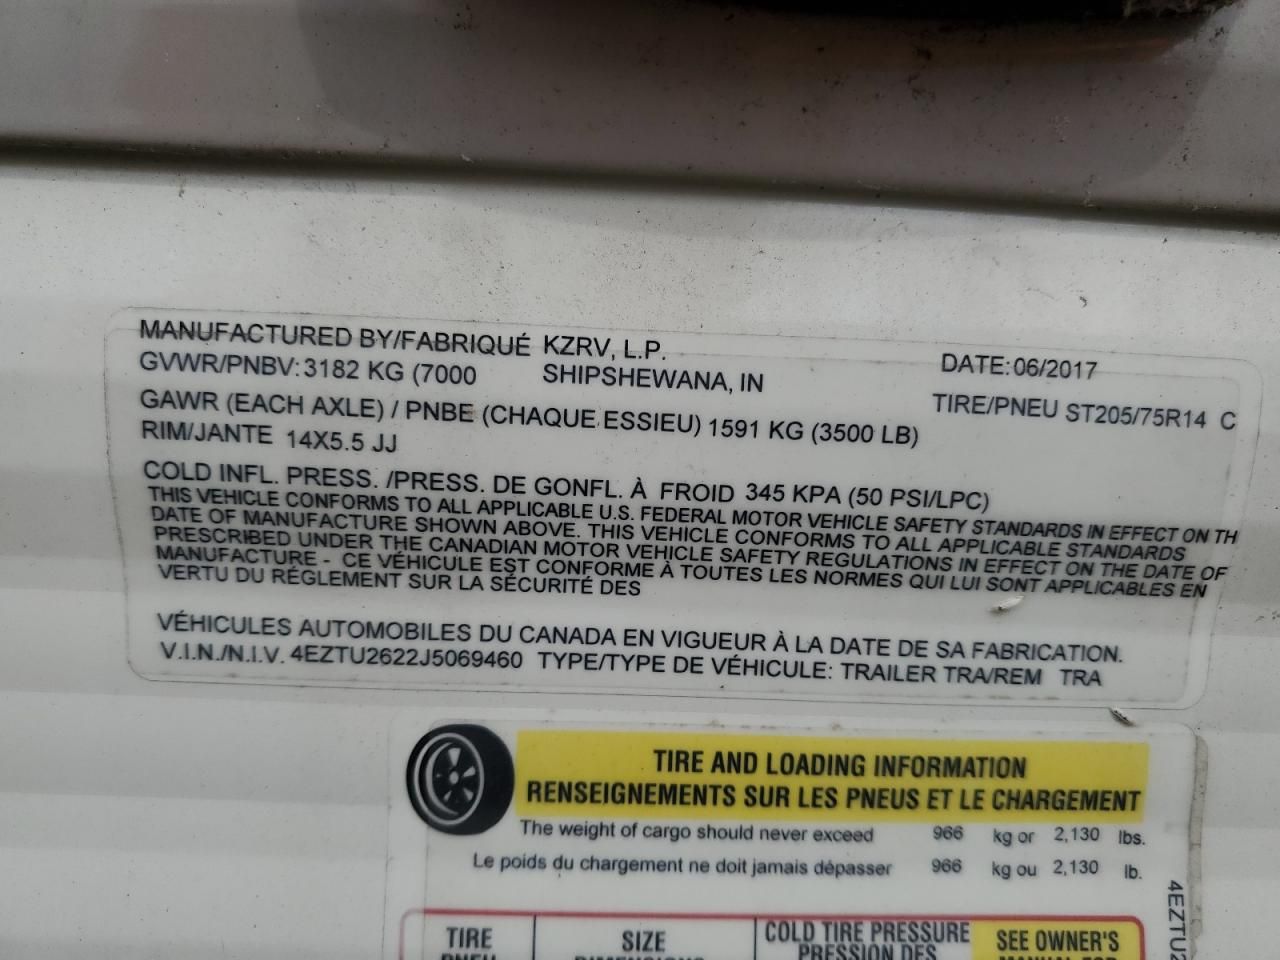 MANUFACTURED BY/FABRIQUÉ KZRV, L.P. DATE:06/2017
GVWR/PNBV:3182 KG (7000 SHIPSHEWANA, IN
GAWR (EACH AXLE) / PNBE (CHAQUE ESSIEU) 1591 KG (3500 LB) TIRE/PNEU ST205/75R14 C
RIM/JANTE 14X5.5 JJ
COLD INFL. PRESS. /PRESS. DE GONFL. À FROID 345 KPA (50 PSI/LPC)
THIS VEHICLE CONFORMS TO ALL APPLICABLE U.S. FEDERAL MOTOR VEHICLE SAFETY STANDARDS IN EFFECT ON TH
DATE OF MANUFACTURE SHOWN ABOVE. THIS VEHICLE CONFORMS TO ALL APPLICABLE STANDARDS
PRESCRIBED UNDER THE CANADIAN MOTOR VEHICLE SAFETY REGULATIONS IN EFFECT ON THE DATE OF
MANUFACTURE - CE VÉHICULE EST CONFORME À TOUTES LES NORMES QUI LUI SONT APPLICABLES EN
VERTU DU RÉGLEMENT SUR LA SÉCURITÉ DES
VÉHICULES AUTOMOBILES DU CANADA EN VIGUEUR À LA DATE DE SA FABRICATION.
V.I.N./N.I.V. 4EZTU2622J5069460 TYPE/TYPE DE VÉHICULE: TRAILER TRA/REM TRA
TIRE AND LOADING INFORMATION
RENSEIGNEMENTS SUR LES PNEUS ET LE CHARGEMENT
The weight of cargo should never exceed 966 kg or 2,130 lbs.
Le poids du chargement ne doit jamais dépasser 966 kg ou 2,130 lb.
4EZTU2
TIRE SIZE COLD TIRE PRESSURE SEE OWNER'S
PNEU DIMENSIONS PRESSION DES MANUAL FOR